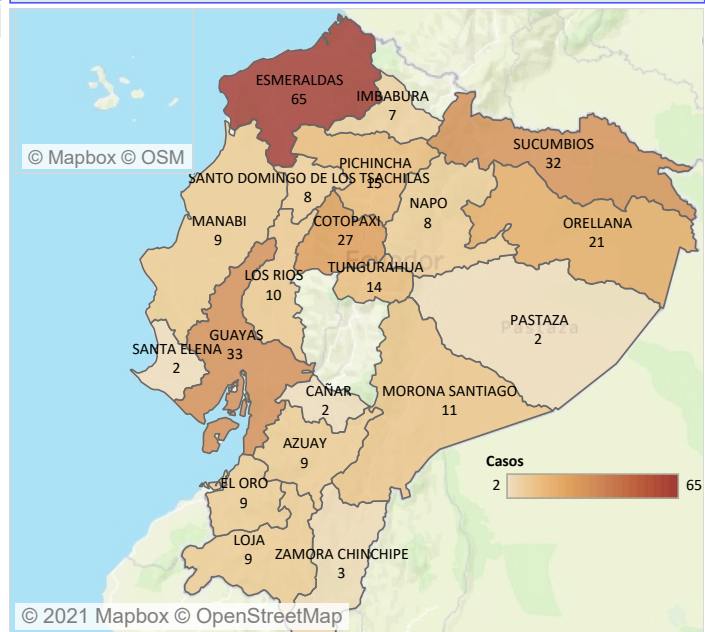 ESMERALDAS
65
IMBABURA
7
SUCUMBIOS
32
© Mapbox © OSM
PICHINCHA
15
SANTO DOMINGO DE LOS TSACHILAS
8
NAPO
8
MANABI
9
COTOPAXI
27
ORELLANA
21
Ecuador
TUNGURAHUA
14
LOS RIOS
10
PASTAZA
2
Pastaza
GUAYAS
33
SANTA ELENA
2
CAÑAR
2
MORONA SANTIAGO
11
AZUAY
9
Casos
2
65
EL ORO
9
LOJA
9
ZAMORA CHINCHIPE
3
© 2021 Mapbox © OpenStreetMap